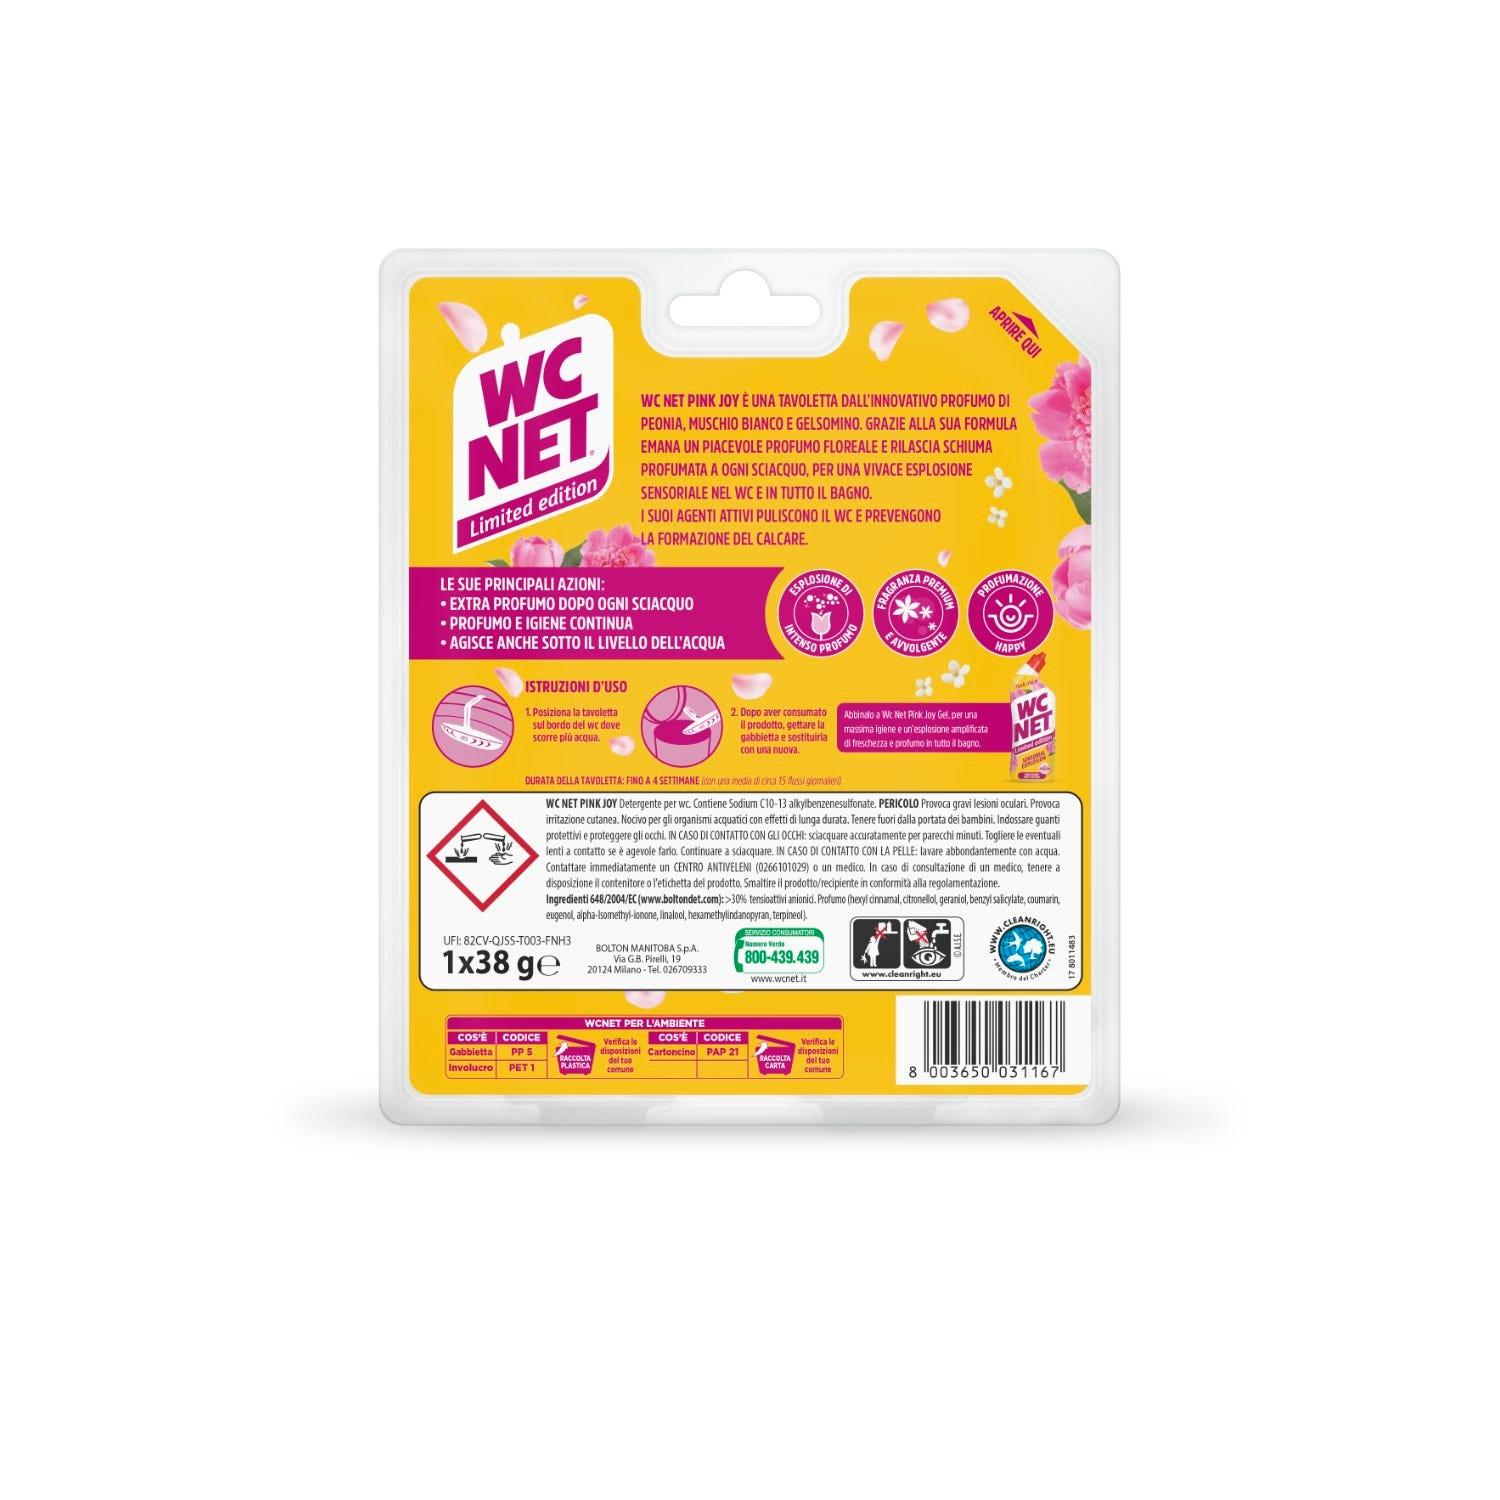 APRIRE QUI
WC
NET
Limited edition
WC NET PINK JOY È UNA TAVOLETTA DALL'INNOVATIVO PROFUMO DI
PEONIA, MUSCHIO BIANCO E GELSOMINO. GRAZIE ALLA SUA FORMULA
EMANA UN PIACEVOLE PROFUMO FLOREALE E RILASCIA SCHIUMA
PROFUMATA A OGNI SCIACQUO, PER UNA VIVACE ESPLOSIONE
SENSORIALE NEL WC E IN TUTTO IL BAGNO.
I SUOI AGENTI ATTIVI PULISCONO IL WC E PREVENGONO
LA FORMAZIONE DEL CALCARE.
LE SUE PRINCIPALI AZIONI:
• EXTRA PROFUMO DOPO OGNI SCIACQUO
• PROFUMO E IGIENE CONTINUA
• AGISCE ANCHE SOTTO IL LIVELLO DELL'ACQUA
ESPLOSIONE DI
INTENSO PROFUMO
FRAGRANZA PREMIUM
E AVVOLGENTE
PROFUMAZIONE
HAPPY
ISTRUZIONI D'USO
1. Posiziona la tavoletta
sul bordo del wc dove
scorre più acqua.
2. Dopo aver consumato
il prodotto, gettare la
gabbietta e sostituirla
con una nuova.
Abbinalo a Wc Net Pink Joy Gel, per una
massima igiene e un'esplosione amplificata
di freschezza e profumo in tutto il bagno.
WC
NET
Limited edition
SENSORIAL
EXPLOSION
DURATA DELLA TAVOLETTA: FINO A 4 SETTIMANE (con una media di circa 15 flussi giornalieri).
WC NET PINK JOY Detergente per wc. Contiene Sodium C10-13 alkylbenzenesulfonate. PERICOLO Provoca gravi lesioni oculari. Provoca
irritazione cutanea. Nocivo per gli organismi acquatici con effetti di lunga durata. Tenere fuori dalla portata dei bambini. Indossare guanti
protettivi e proteggere gli occhi. IN CASO DI CONTATTO CON GLI OCCHI: sciacquare accuratamente per parecchi minuti. Togliere le eventuali
lenti a contatto se è agevole farlo. Continuare a sciacquare. IN CASO DI CONTATTO CON LA PELLE: lavare abbondantemente con acqua.
Contattare immediatamente un CENTRO ANTIVELENI (0266101029) o un medico. In caso di consultazione di un medico, tenere a
disposizione il contenitore o l'etichetta del prodotto. Smaltire il prodotto/recipiente in conformità alla regolamentazione.
Ingredienti 648/2004/EC (www.boltondet.com): >30% tensioattivi anionici. Profumo (hexyl cinnamal, citronellol, geraniol, benzyl salicylate, coumarin,
eugenol, alpha-Isomethyl-ionone, linalool, hexamethylindanopyran, terpineol).
UFI: 82CV-QJSS-T003-FNH3
1x38 g e
BOLTON MANITOBA S.p.A.
Via G.B. Pirelli, 19
20124 Milano - Tel. 026709333
SERVIZIO CONSUMATORI
Numero Verde
800-439.439
www.wcnet.it
www.cleanright.eu
© A.I.S.E.
WWW.CLEANRIGHT.EU
Membro del Charter
17 8011483
WCNET PER L'AMBIENTE
COS'È CODICE COS'È CODICE
Gabbietta PP 5
Involucro PET 1
RACCOLTA
PLASTICA
Verifica le
disposizioni
del tuo
comune
Cartoncino PAP 21
RACCOLTA
CARTA
Verifica le
disposizioni
del tuo
comune
8 003650 031167